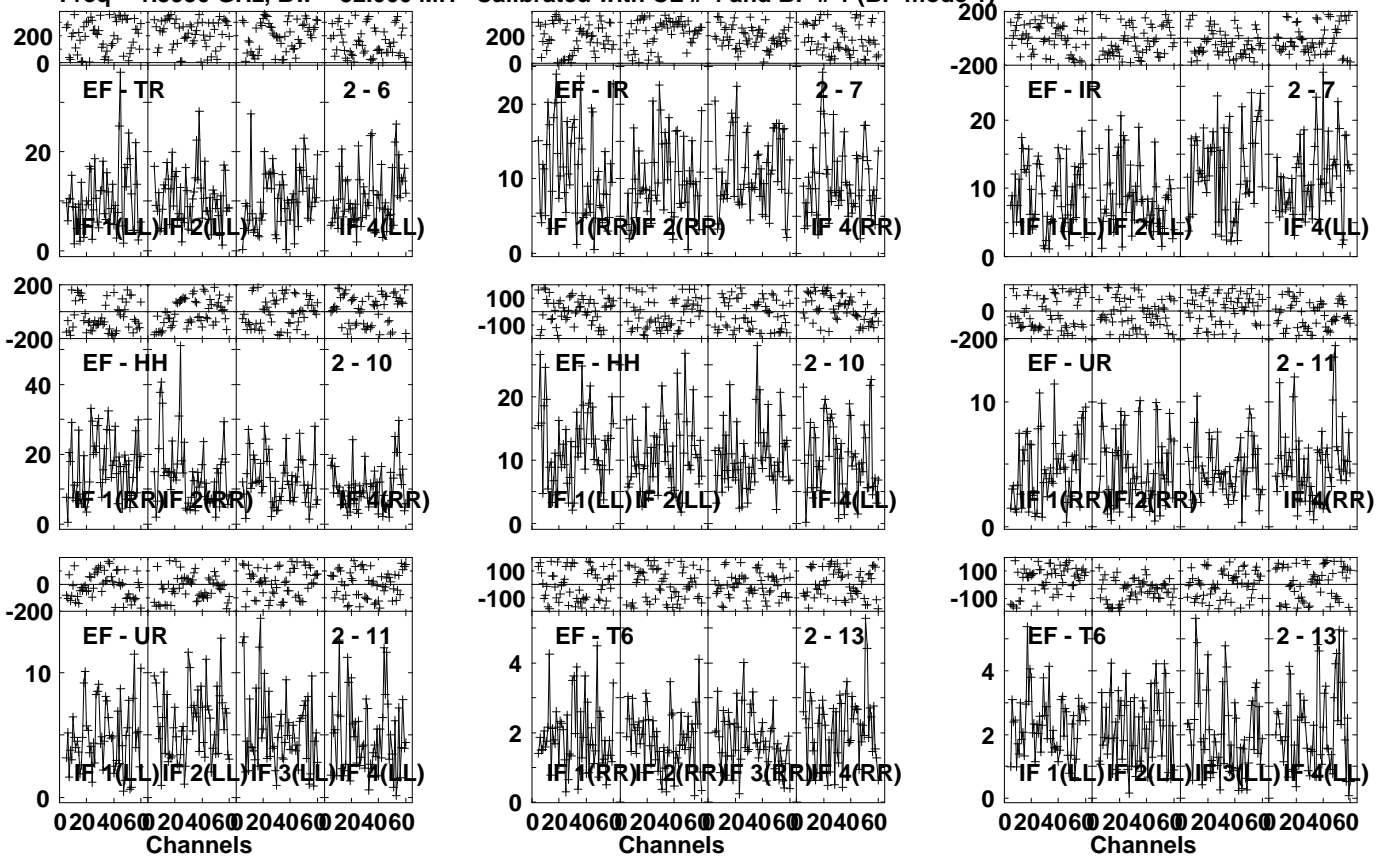 200
0
200
0
200
-200
EF - TR 2 - 6
EF - IR 2 - 7
EF - IR 2 - 7
20
0
20
10
0
20
10
0
IF 1(LL) IF 2(LL) IF 4(LL)
IF 1(RR) IF 2(RR) IF 4(RR)
IF 1(LL) IF 2(LL) IF 4(LL)
200
-200
100
-100
0
-200
EF - HH 2 - 10
EF - HH 2 - 10
EF - UR 2 - 11
40
20
0
20
10
0
10
0
IF 1(RR) IF 2(RR) IF 4(RR)
IF 1(LL) IF 2(LL) IF 4(LL)
IF 1(RR) IF 2(RR) IF 4(RR)
0
-200
100
-100
100
-100
EF - UR 2 - 11
EF - T6 2 - 13
EF - T6 2 - 13
10
0
4
2
0
4
2
0
IF 1(LL) IF 2(LL) IF 3(LL) IF 4(LL)
IF 1(RR) IF 2(RR) IF 3(RR) IF 4(RR)
IF 1(LL) IF 2(LL) IF 3(LL) IF 4(LL)
0 20 40 60 0 20 40 60 0 20 40 60 0 20 40 60
0 20 40 60 0 20 40 60 0 20 40 60 0 20 40 60
0 20 40 60 0 20 40 60 0 20 40 60 0 20 40 60
Channels
Channels
Channels